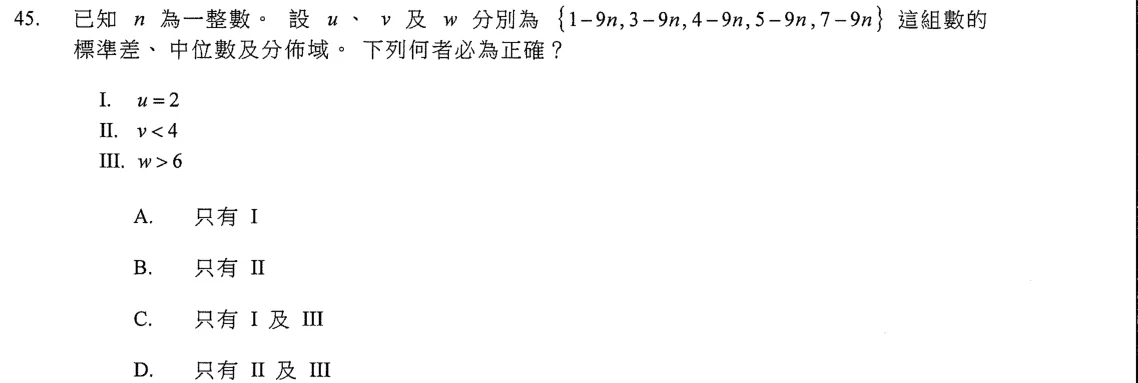 45. 已知 n 為一整數。 設 u 、 v 及 w 分別為 {1−9n, 3−9n, 4−9n, 5−9n, 7−9n} 這組數的
標準差、中位數及分佈域。 下列何者必為正確？
I. u = 2
II. v < 4
III. w > 6
A. 只有 I
B. 只有 II
C. 只有 I 及 III
D. 只有 II 及 III